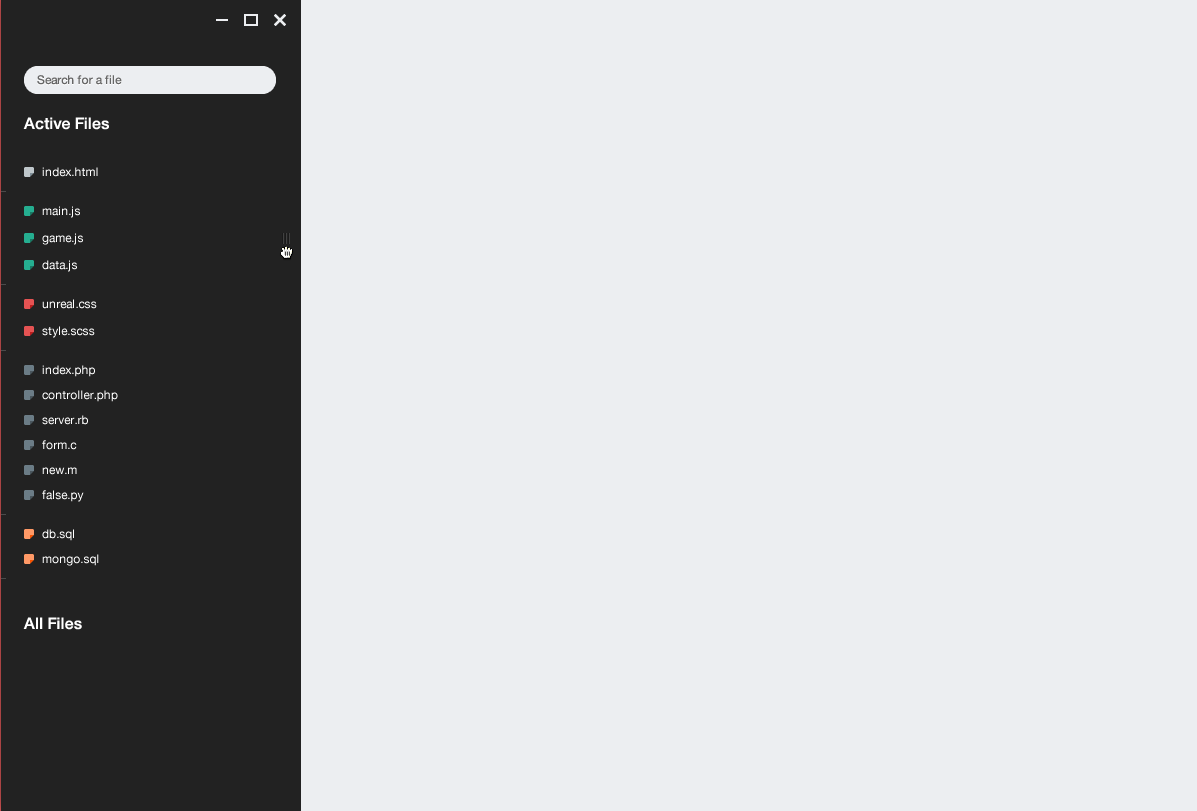 Search for a file
Active Files
index.html
main.js
game.js
data.js
unreal.css
style.scss
index.php
controller.php
server.rb
form.c
new.m
false.py
db.sql
mongo.sql
All Files